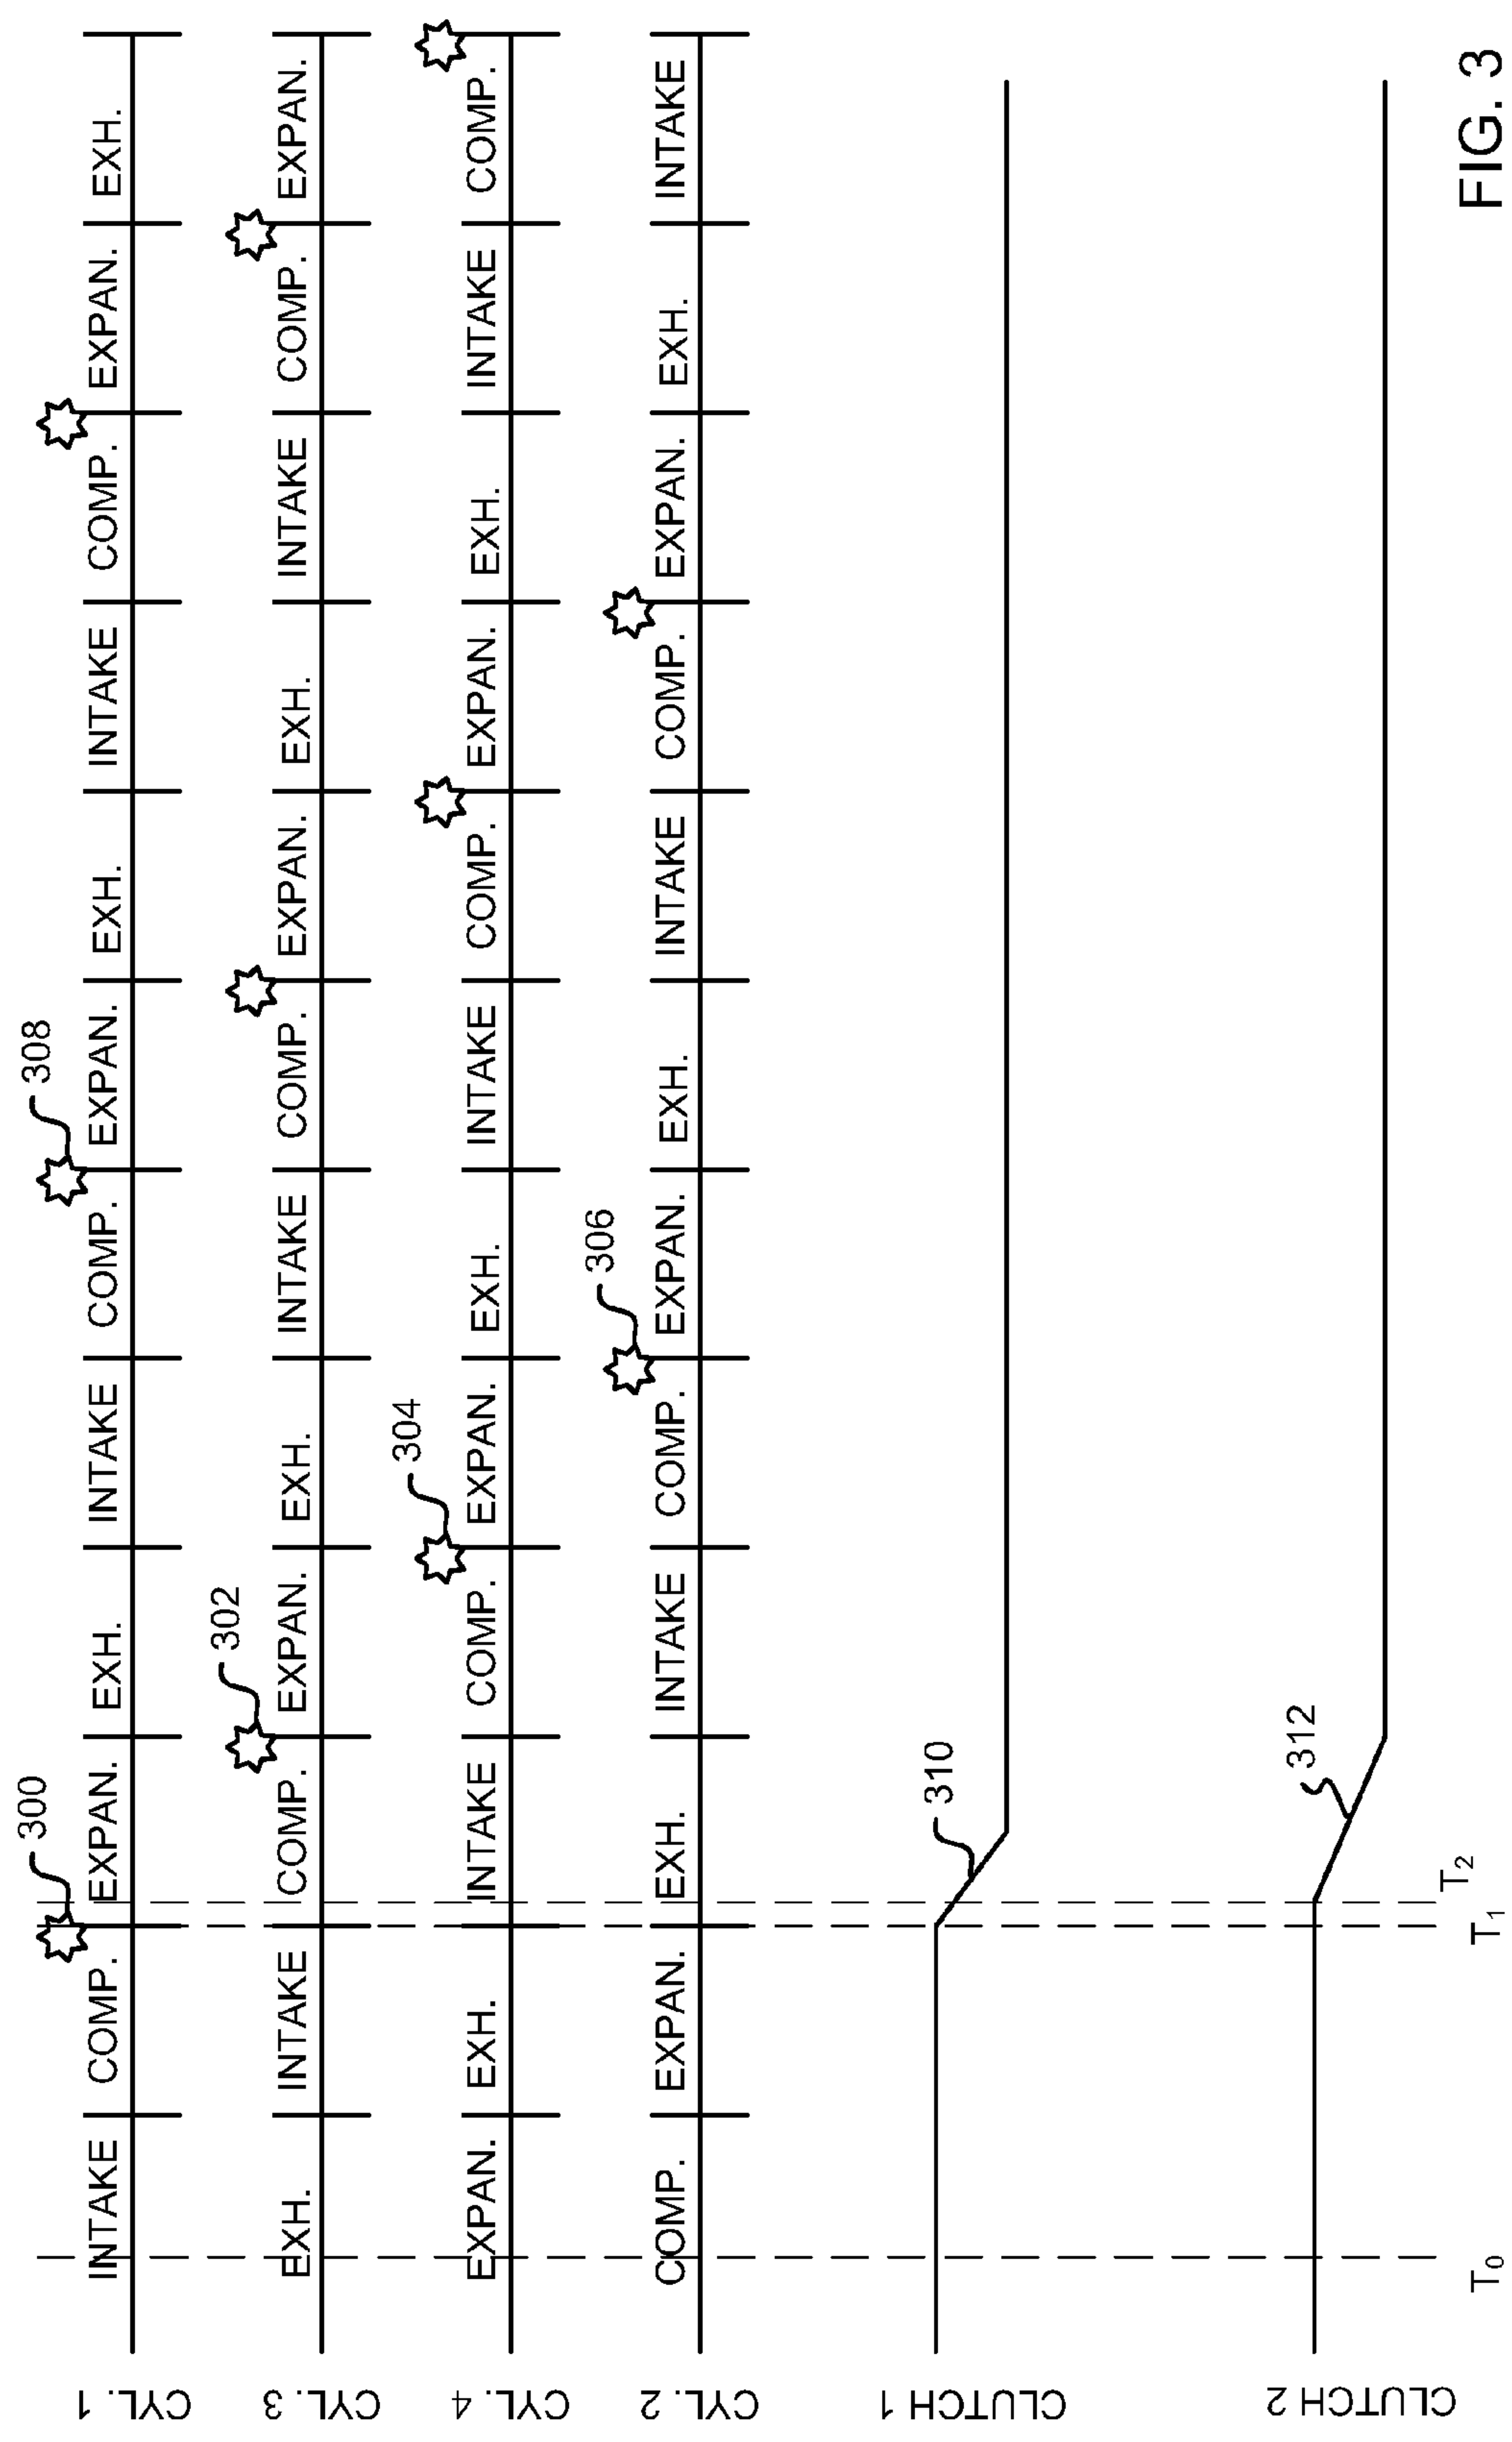 300 308
CYL. 1 INTAKE COMP. EXPAN. EXH. INTAKE COMP. EXPAN. EXH. INTAKE COMP. EXPAN. EXH.
302
CYL. 3 EXH. INTAKE COMP. EXPAN. EXH. INTAKE COMP. EXPAN. EXH. INTAKE COMP. EXPAN.
304
CYL. 4 EXPAN. EXH. INTAKE COMP. EXPAN. EXH. INTAKE COMP. EXPAN. EXH. INTAKE COMP.
306
CYL. 2 COMP. EXPAN. EXH. INTAKE COMP. EXPAN. EXH. INTAKE COMP. EXPAN. EXH. INTAKE
310
CLUTCH 1
312
CLUTCH 2
T0 T1 T2
FIG. 3